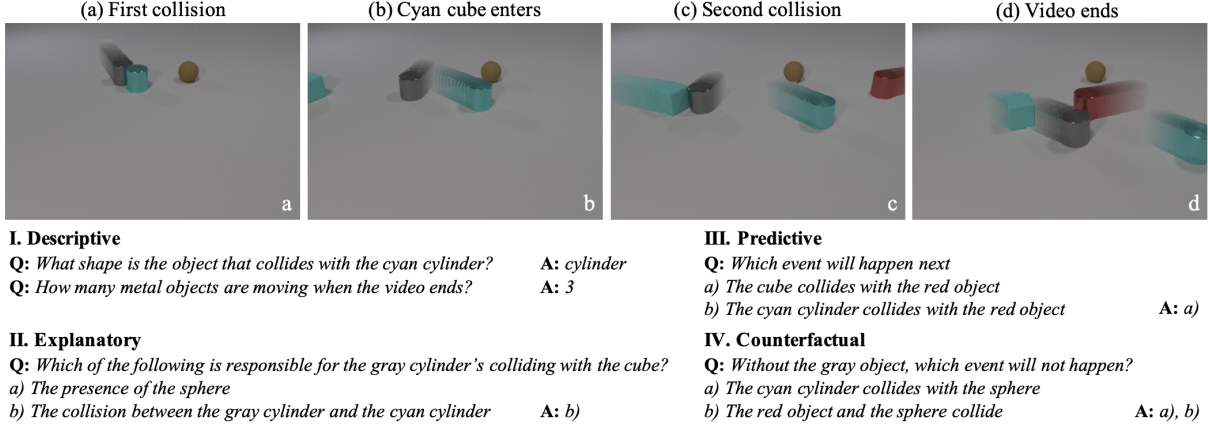 (a) First collision
(b) Cyan cube enters
(c) Second collision
(d) Video ends
a
b
c
d
I. Descriptive
Q: What shape is the object that collides with the cyan cylinder? A: cylinder
Q: How many metal objects are moving when the video ends? A: 3
II. Explanatory
Q: Which of the following is responsible for the gray cylinder's colliding with the cube?
a) The presence of the sphere
b) The collision between the gray cylinder and the cyan cylinder A: b)
III. Predictive
Q: Which event will happen next
a) The cube collides with the red object
b) The cyan cylinder collides with the red object A: a)
IV. Counterfactual
Q: Without the gray object, which event will not happen?
a) The cyan cylinder collides with the sphere
b) The red object and the sphere collide A: a), b)